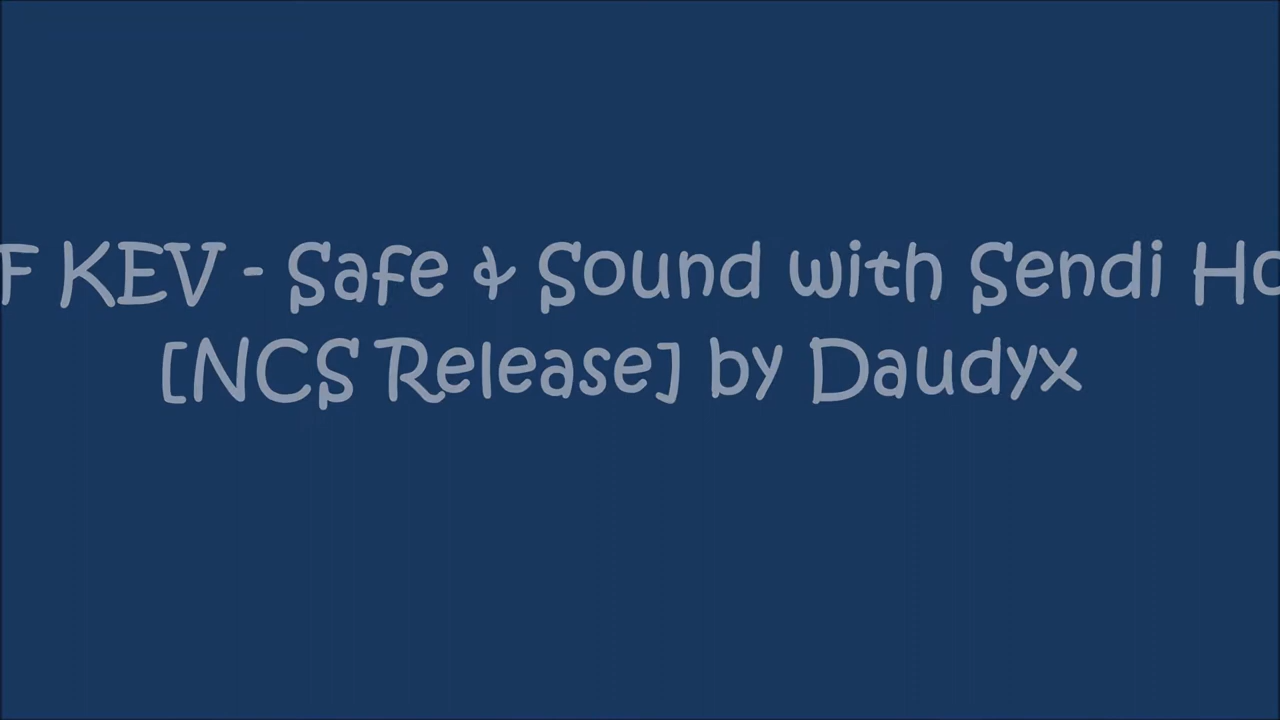 F KEV - Safe & Sound with Sendi Ho
[NCS Release] by Daudyx